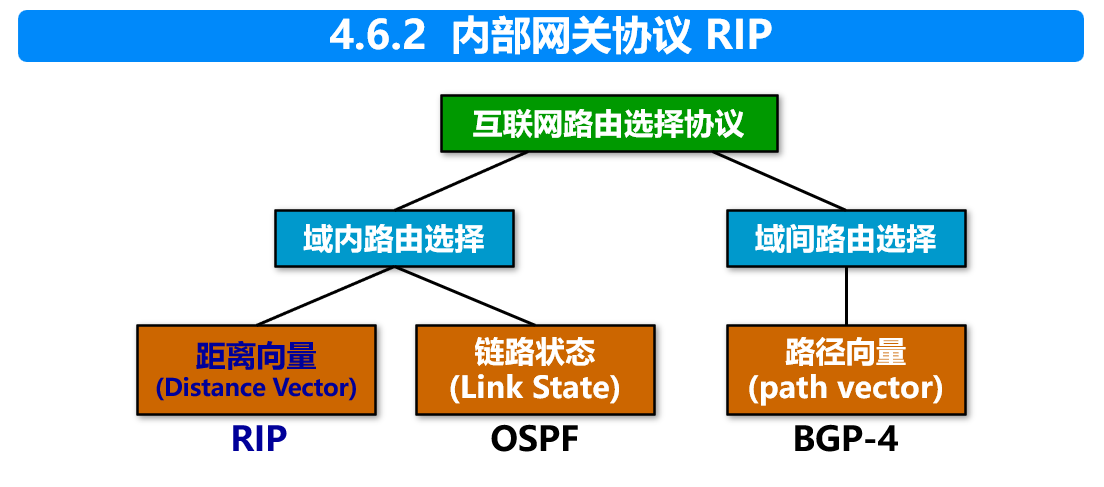 4.6.2 内部网关协议 RIP
互联网路由选择协议
域内路由选择
域间路由选择
距离向量
(Distance Vector)
链路状态
(Link State)
路径向量
(path vector)
RIP
OSPF
BGP-4